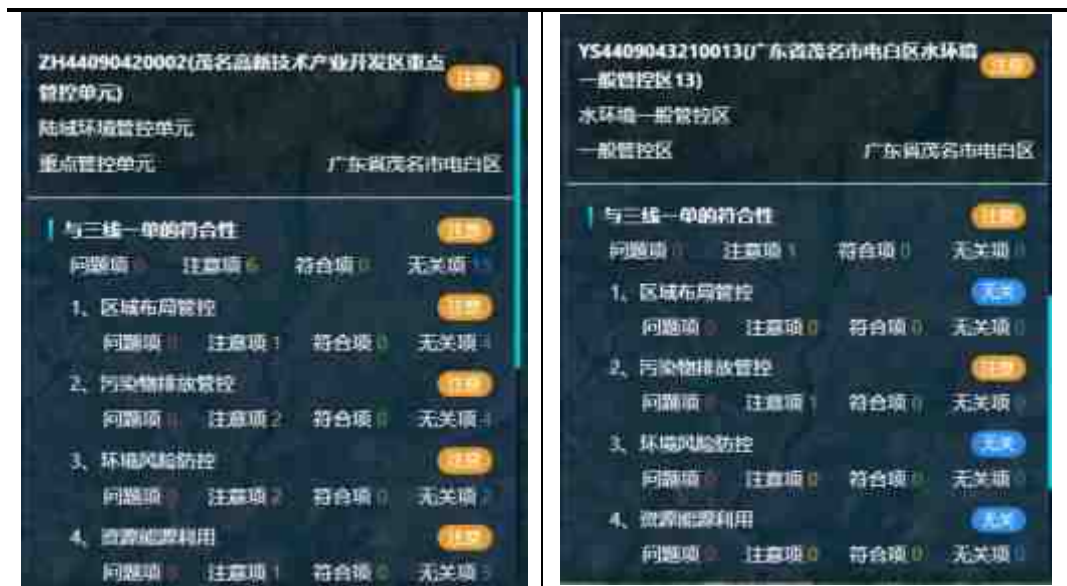 ZH44090420002(茂名高新技术产业开发区重点
管控单元)
注意
陆域环境管控单元
重点管控单元 广东省茂名市电白区
与三线一单的符合性 注意
问题项 0 注意项 6 符合项 0 无关项
1、区域布局管控 注意
问题项 0 注意项 1 符合项 0 无关项 4
2、污染物排放管控 注意
问题项 0 注意项 2 符合项 0 无关项 4
3、环境风险防控 注意
问题项 0 注意项 2 符合项 0 无关项 2
4、资源能源利用 注意
问题项 0 注意项 1 符合项 0 无关项
YS4409043210013(广东省茂名市电白区水环境
一般管控区13)
注意
水环境一般管控区
一般管控区 广东省茂名市电白区
与三线一单的符合性 注意
问题项 0 注意项 1 符合项 0 无关项 0
1、区域布局管控 无关
问题项 0 注意项 0 符合项 0 无关项 0
2、污染物排放管控 注意
问题项 0 注意项 1 符合项 0 无关项 0
3、环境风险防控 无关
问题项 0 注意项 0 符合项 0 无关项 0
4、资源能源利用 无关
问题项 0 注意项 0 符合项 0 无关项 0